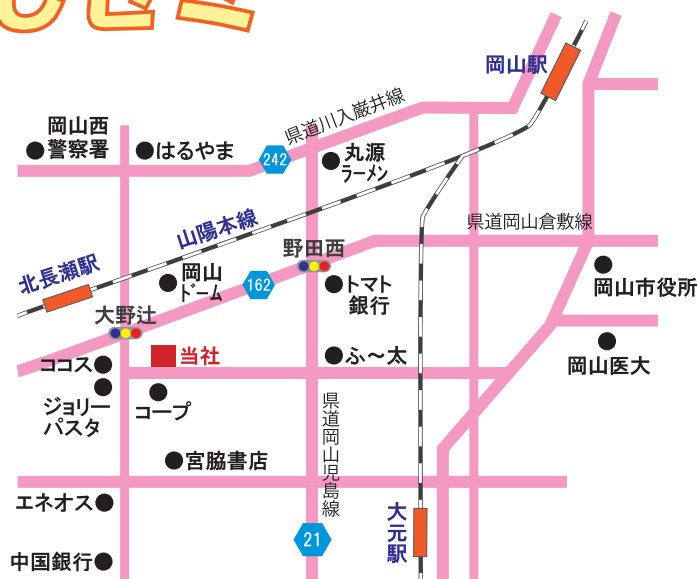 むゼミ
岡山駅
岡山西
警察署
はるやま
県道川入巌井線
242
丸源
ラーメン
山陽本線
県道岡山倉敷線
野田西
北長瀬駅
岡山
ドーム
162
トマト
銀行
岡山市役所
大野辻
当社
ふ～太
岡山医大
ココス
ジョリー
パスタ
コープ
県道岡山児島線
宮脇書店
エネオス
大元駅
21
中国銀行